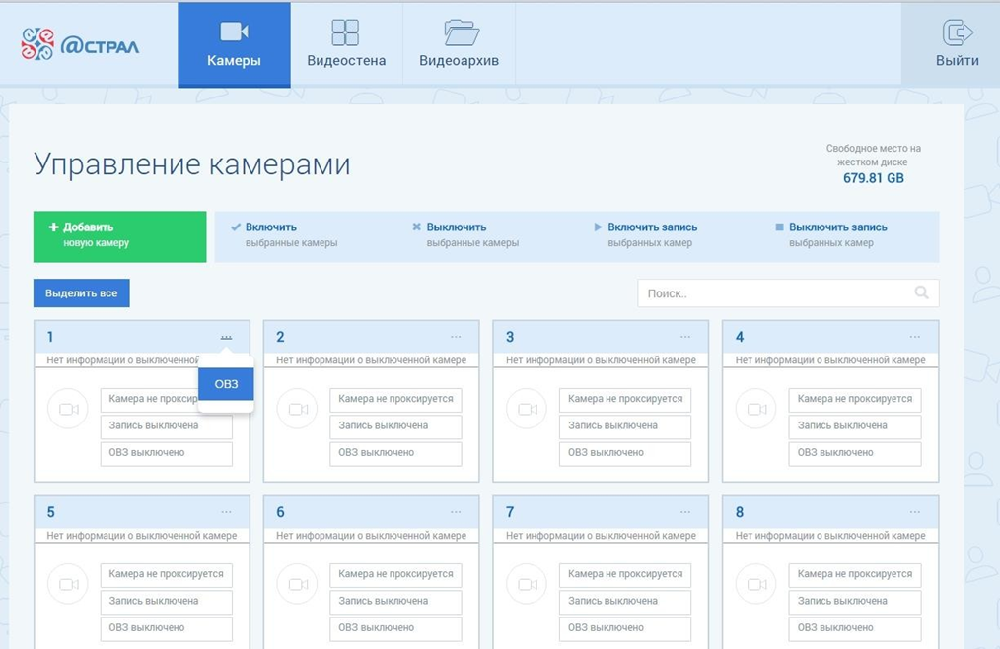 @СТРАЛ
Камеры
Видеостена
Видеоархив
Выйти
Управление камерами
Свободное место на
жестком диске
679.81 GB
Добавить
новую камеру
Включить
выбранные камеры
Выключить
выбранные камеры
Включить запись
выбранных камер
Выключить запись
выбранных камер
Выделить все
Поиск..
1 ...
2 ...
3 ...
4 ...
Нет информации о выключенной
Нет информации о выключенной камере
Нет информации о выключенной камере
Нет информации о выключенной камере
ОВЗ
Камера не проксир
Камера не проксируется
Камера не проксируется
Камера не проксируется
Запись выключена
Запись выключена
Запись выключена
Запись выключена
ОВЗ выключено
ОВЗ выключено
ОВЗ выключено
ОВЗ выключено
5 ...
6 ...
7 ...
8 ...
Нет информации о выключенной камере
Нет информации о выключенной камере
Нет информации о выключенной камере
Нет информации о выключенной камере
Камера не проксируется
Камера не проксируется
Камера не проксируется
Камера не проксируется
Запись выключена
Запись выключена
Запись выключена
Запись выключена
ОВЗ выключено
ОВЗ выключено
ОВЗ выключено
ОВЗ выключено